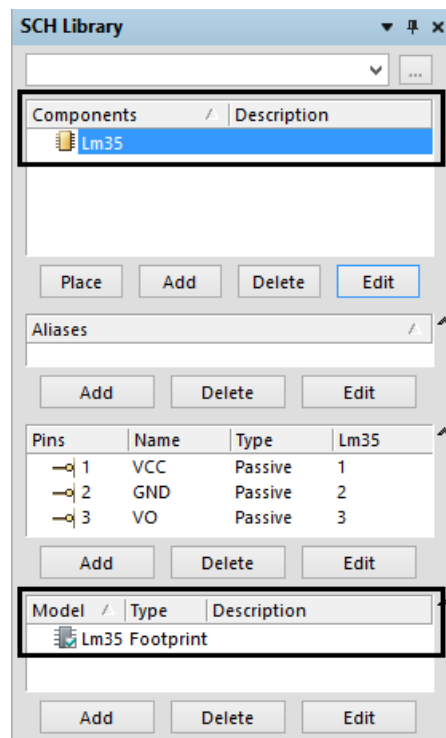 SCH Library
...
Components Description
Lm35
Place Add Delete Edit
Aliases
Add Delete Edit
Pins Name Type Lm35
1 VCC Passive 1
2 GND Passive 2
3 VO Passive 3
Add Delete Edit
Model Type Description
Lm35 Footprint
Add Delete Edit